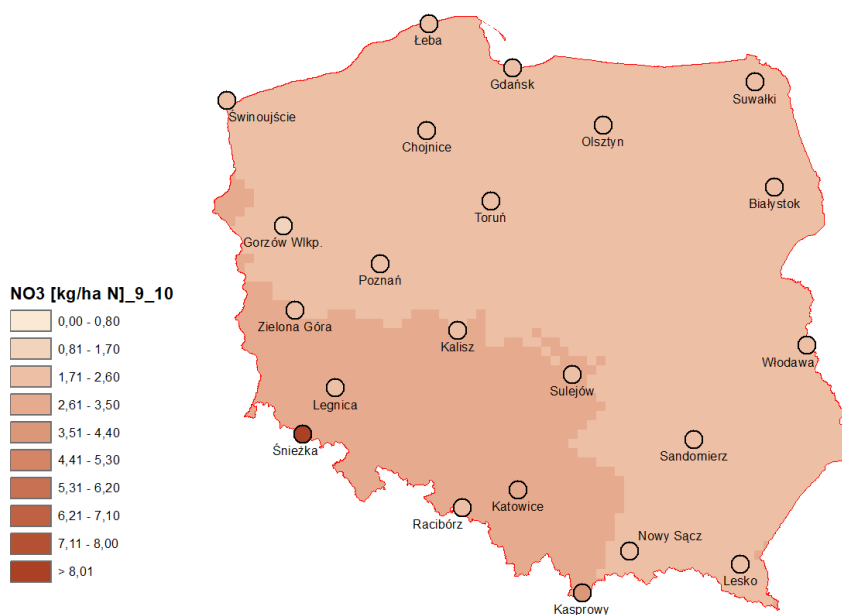 Łeba
Gdańsk
Suwałki
Świnoujście
Chojnice
Olsztyn
Białystok
Toruń
Gorzów Wlkp.
Poznań
NO3 [kg/ha N]_9_10
0,00 - 0,80
0,81 - 1,70
1,71 - 2,60
2,61 - 3,50
3,51 - 4,40
4,41 - 5,30
5,31 - 6,20
6,21 - 7,10
7,11 - 8,00
> 8,01
Zielona Góra
Kalisz
Włodawa
Sulejów
Legnica
Śnieżka
Sandomierz
Katowice
Racibórz
Nowy Sącz
Lesko
Kasprowy